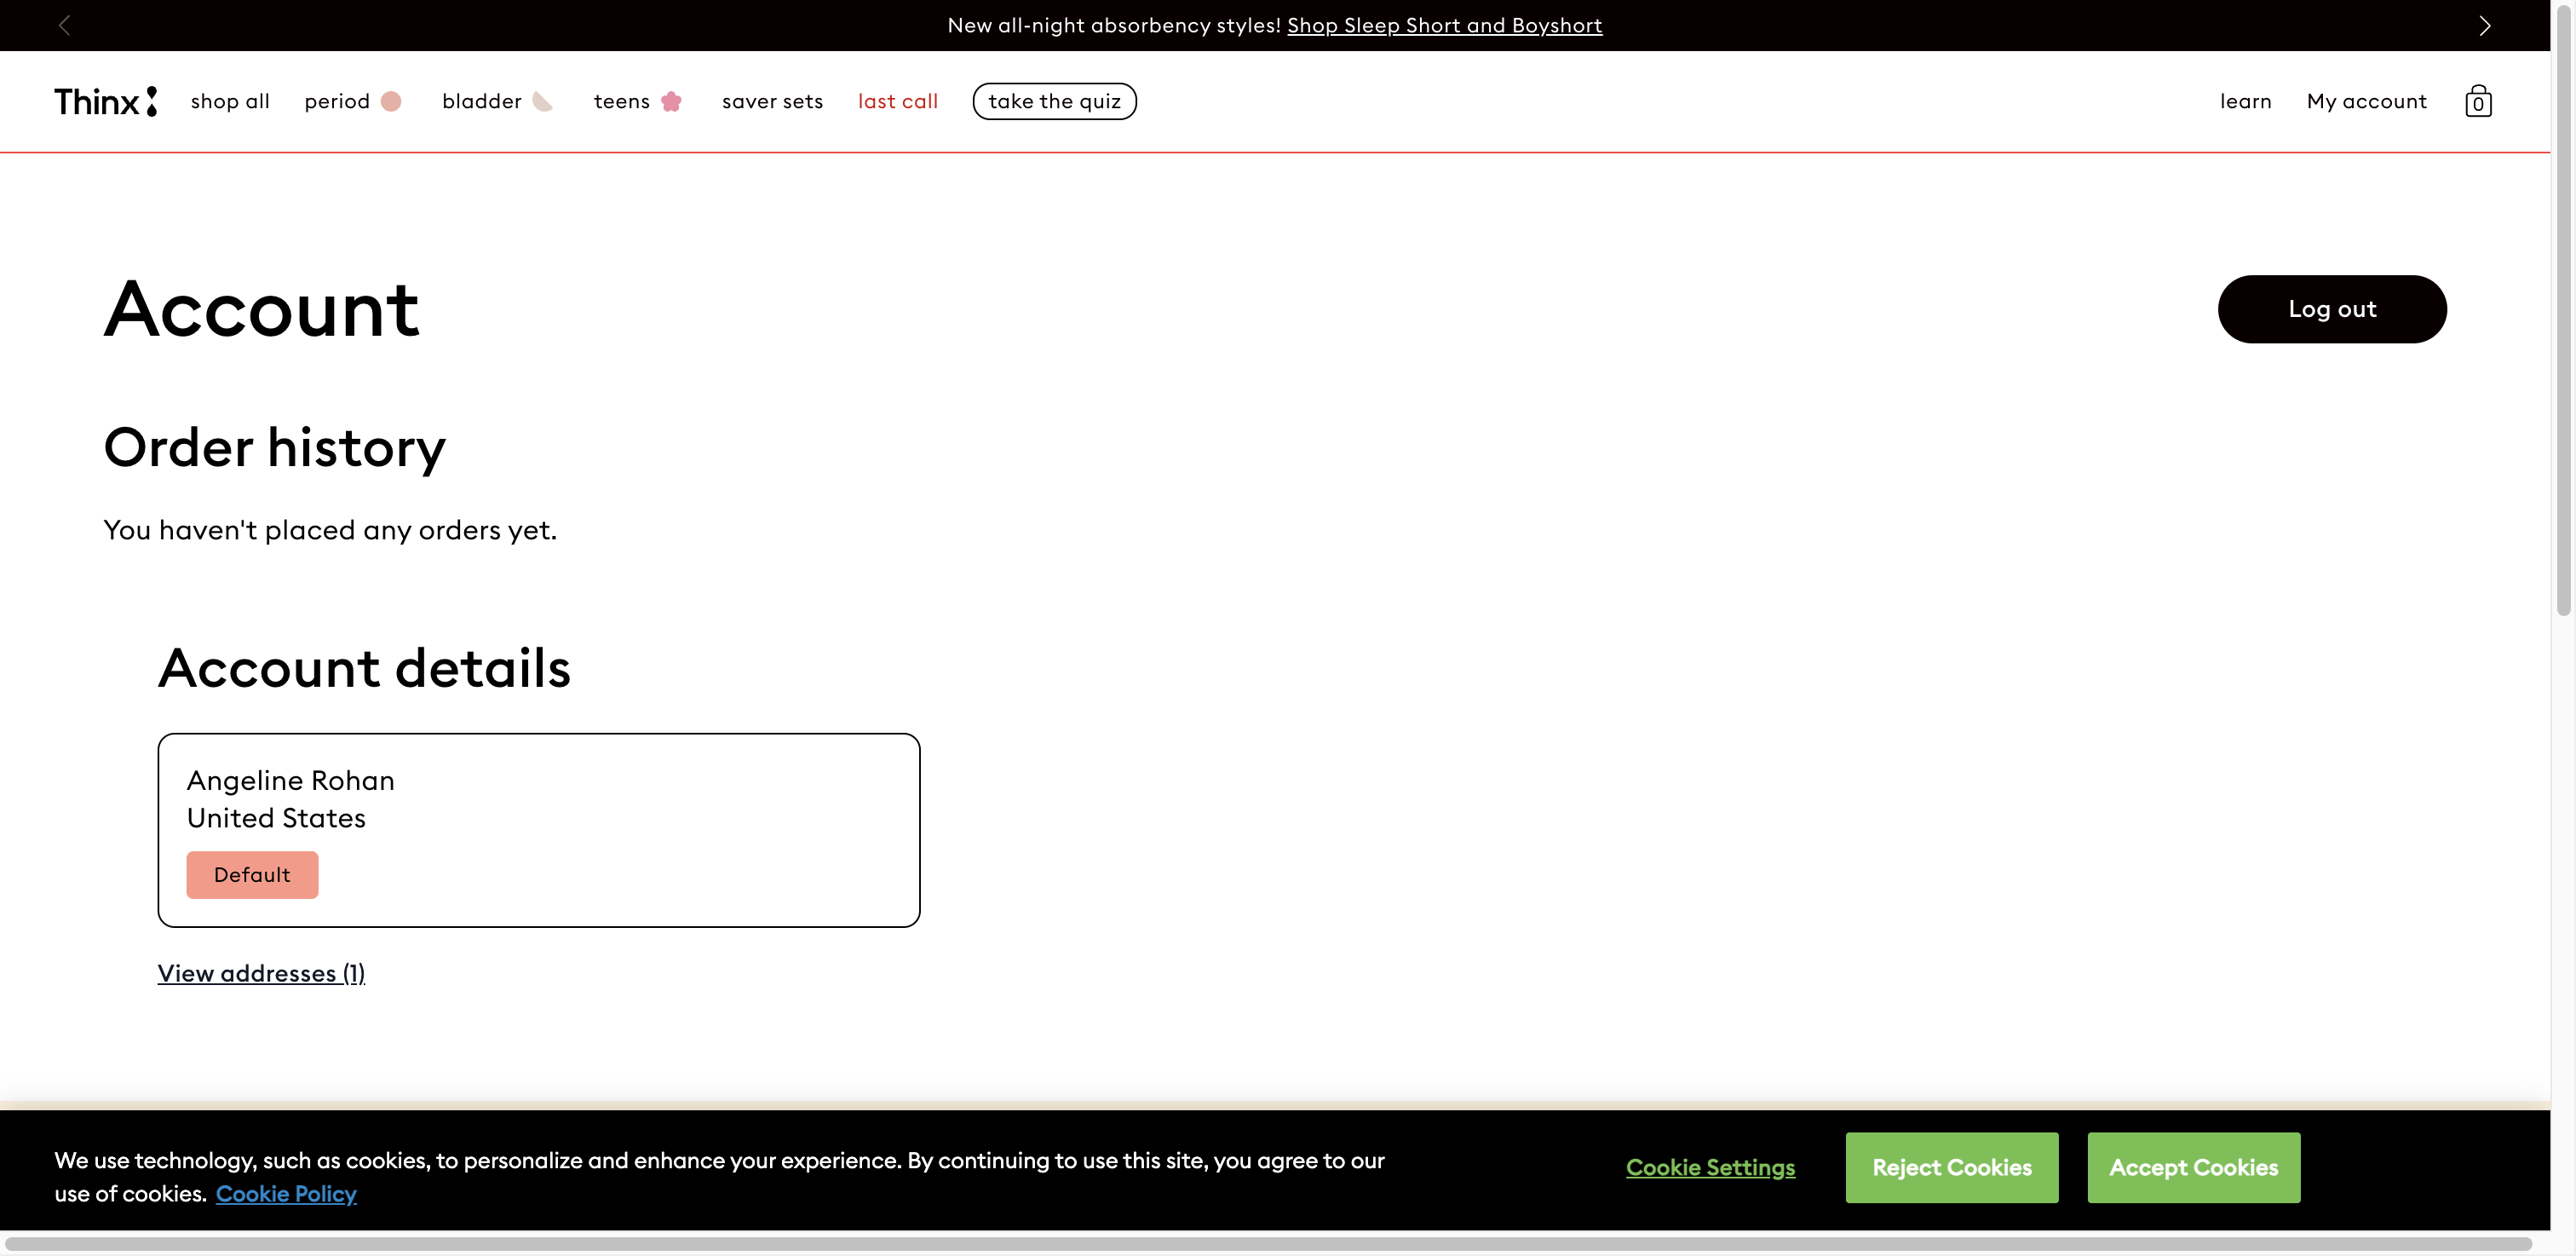 New all-night absorbency styles! Shop Sleep Short and Boyshort
Thinx shop all period bladder teens saver sets last call take the quiz learn My account 0
Account
Log out
Order history
You haven't placed any orders yet.
Account details
Angeline Rohan
United States
Default
View addresses (1)
We use technology, such as cookies, to personalize and enhance your experience. By continuing to use this site, you agree to our
use of cookies. Cookie Policy
Cookie Settings Reject Cookies Accept Cookies